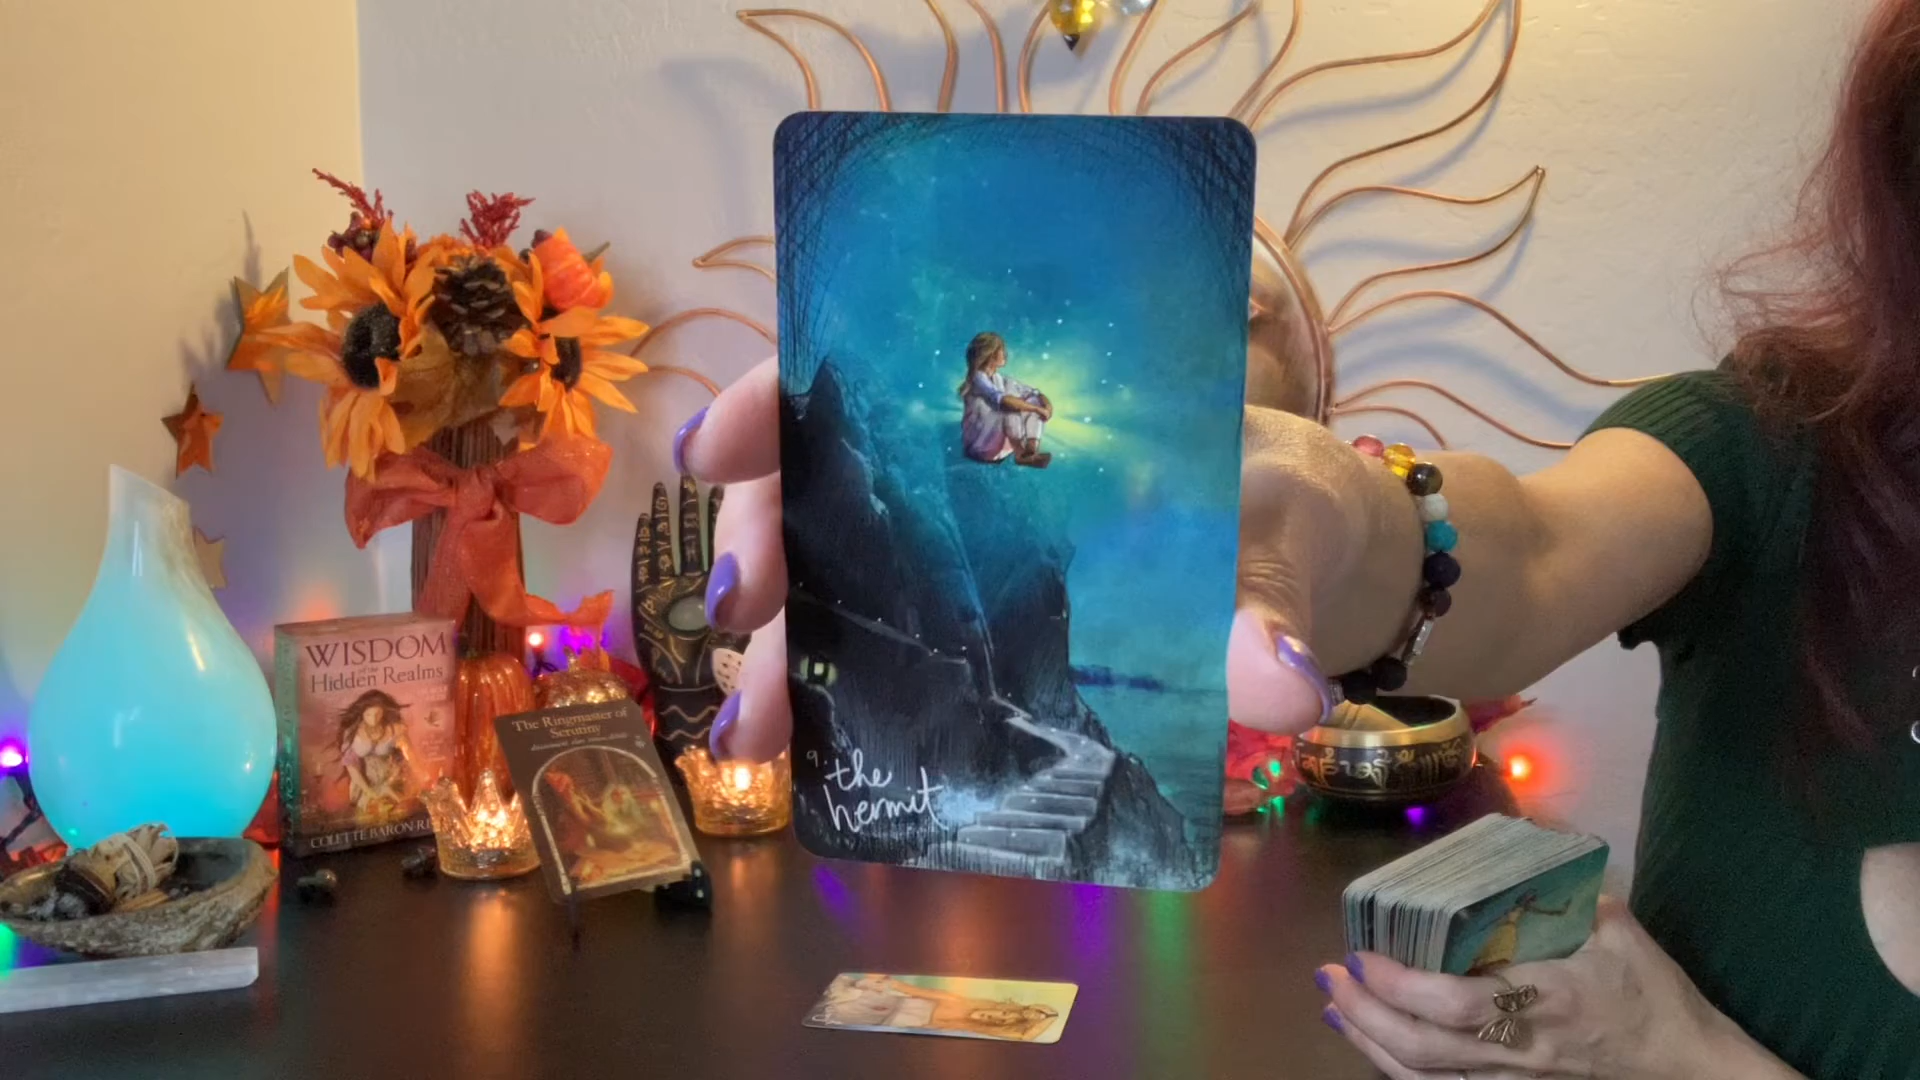 WISDOM
of the
Hidden Realms
COLETTE BARON RE
The Ringmaster of
Scrutiny
9.
the
hermit